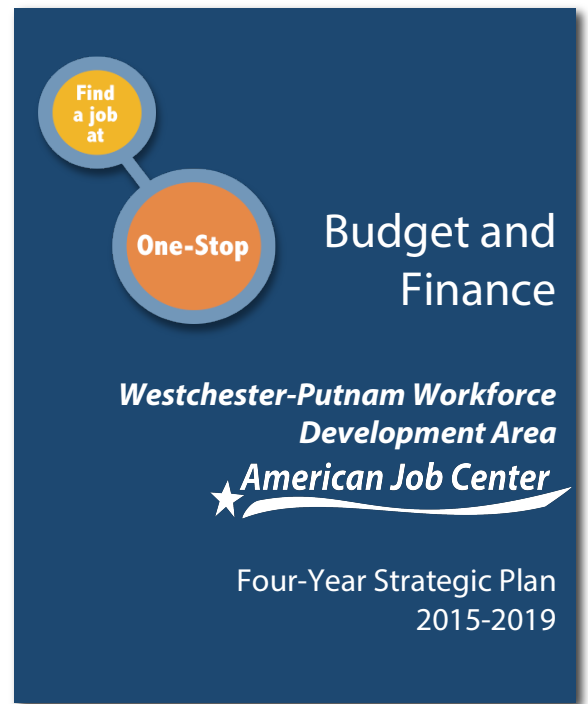 Find
a job
at
One-Stop
Budget and
Finance
Westchester-Putnam Workforce
Development Area
American Job Center
Four-Year Strategic Plan
2015-2019